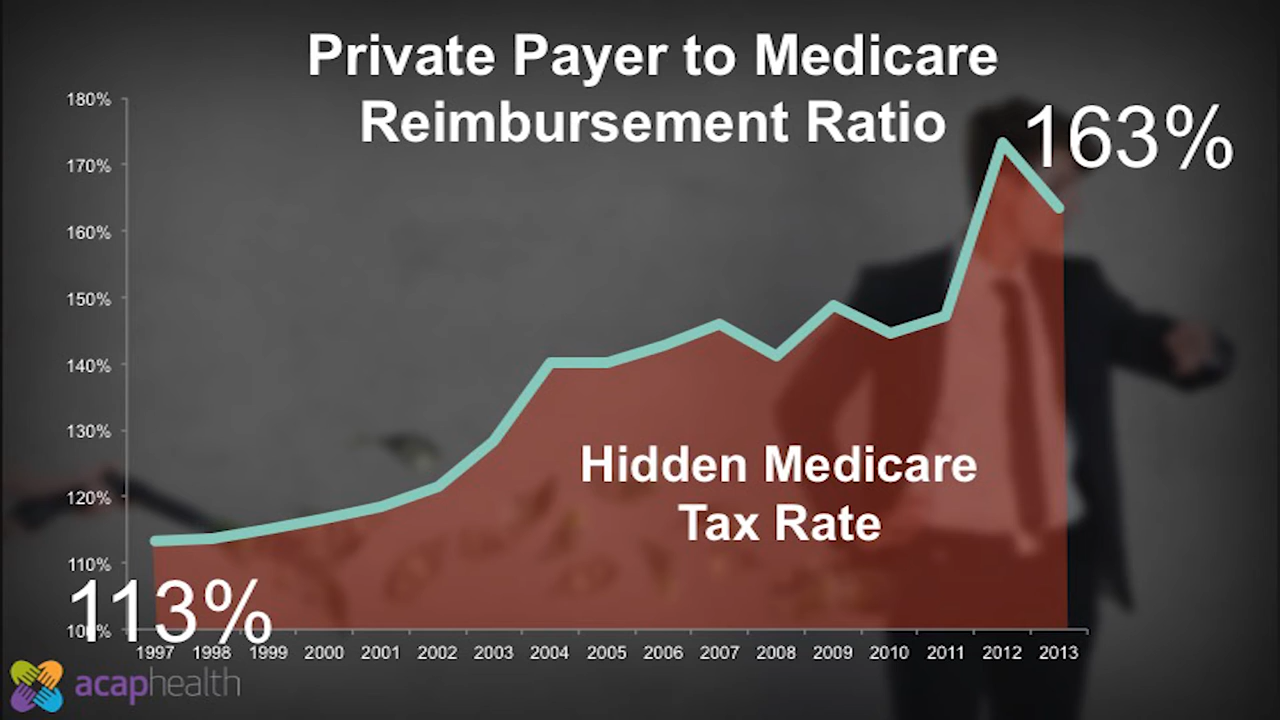 Private Payer to Medicare
Reimbursement Ratio
163%
180%
170%
160%
150%
140%
130%
120%
110%
100%
113%
Hidden Medicare
Tax Rate
1997 1998 1999 2000 2001 2002 2003 2004 2005 2006 2007 2008 2009 2010 2011 2012 2013
acaphealth